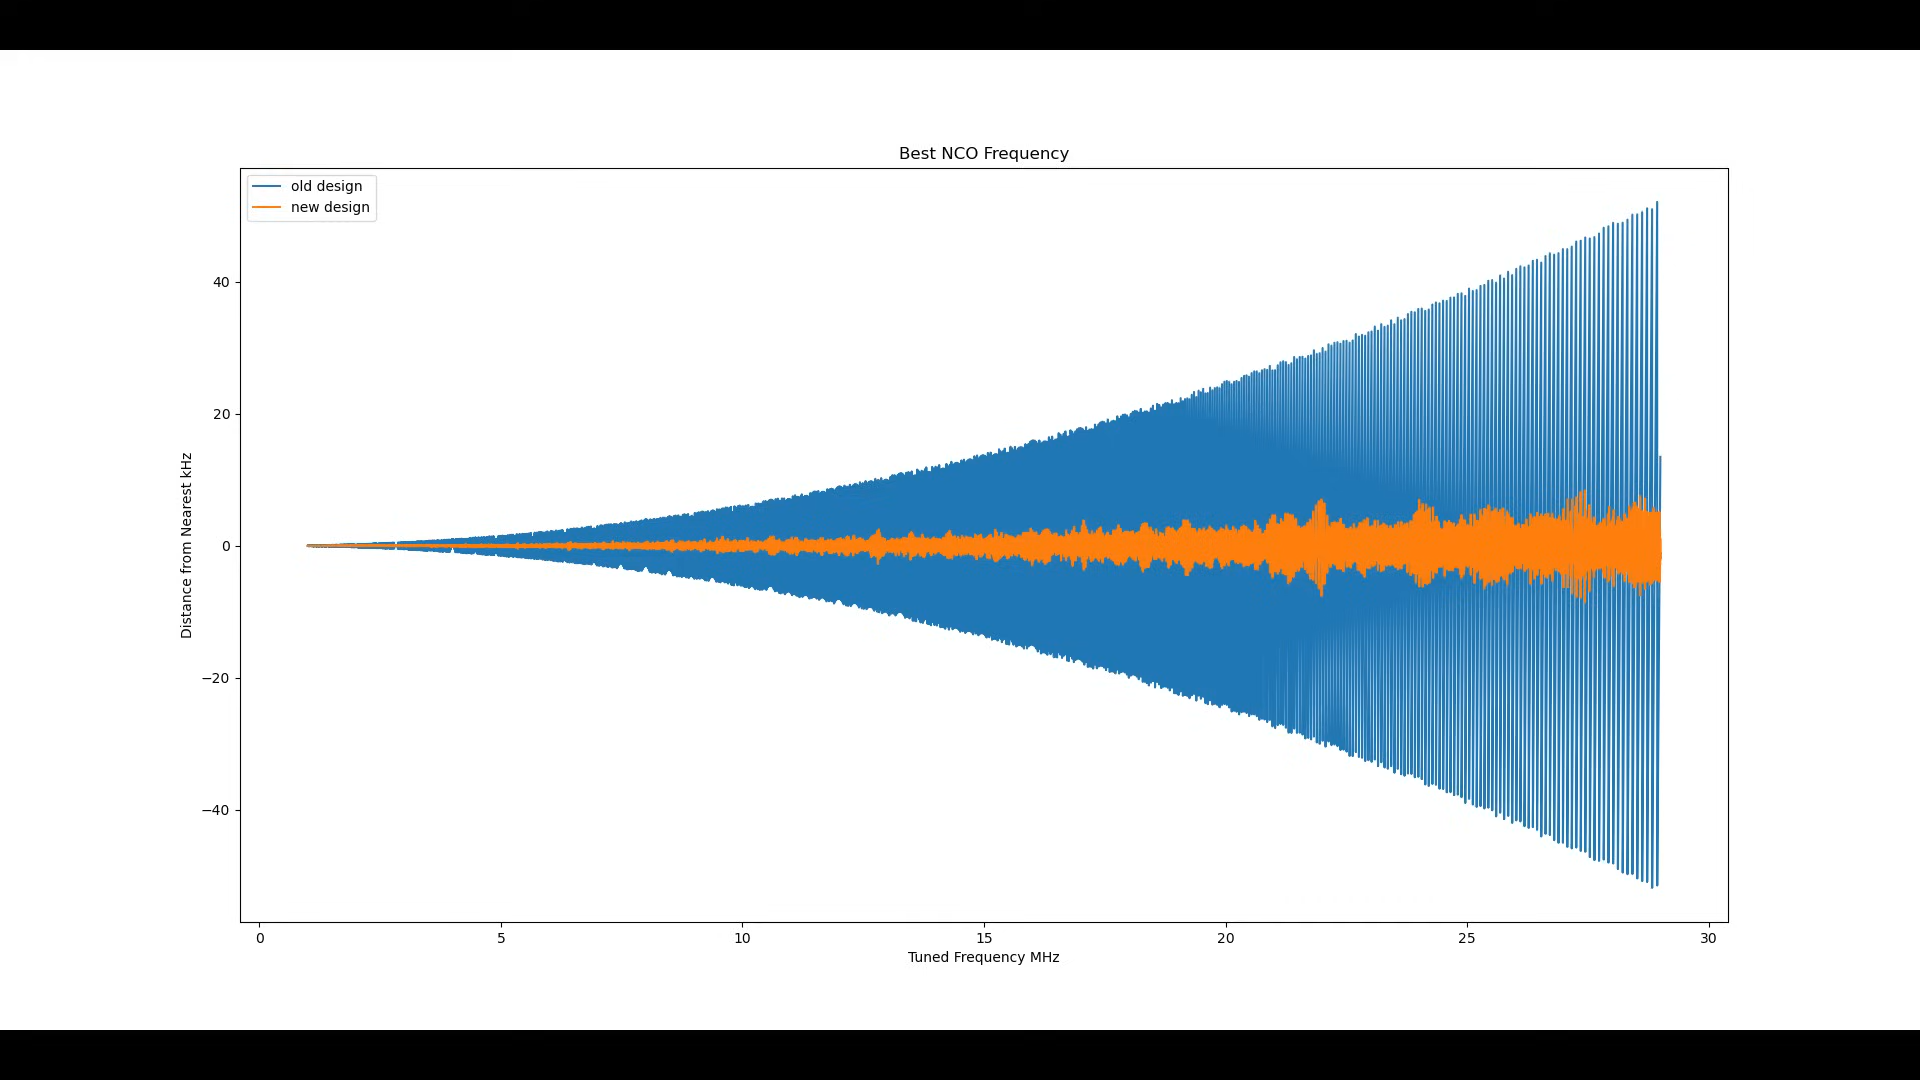 Best NCO Frequency
old design
new design
40
20
0
−20
−40
Distance from Nearest kHz
0 5 10 15 20 25 30
Tuned Frequency MHz